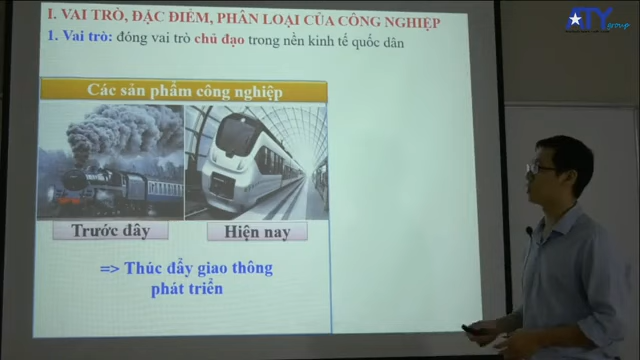 I. VAI TRÒ, ĐẶC ĐIỂM, PHÂN LOẠI CỦA CÔNG NGHIỆP
1. Vai trò: đóng vai trò chủ đạo trong nền kinh tế quốc dân
Các sản phẩm công nghiệp
Trước đây
Hiện nay
=> Thúc đẩy giao thông
phát triển
ATY group